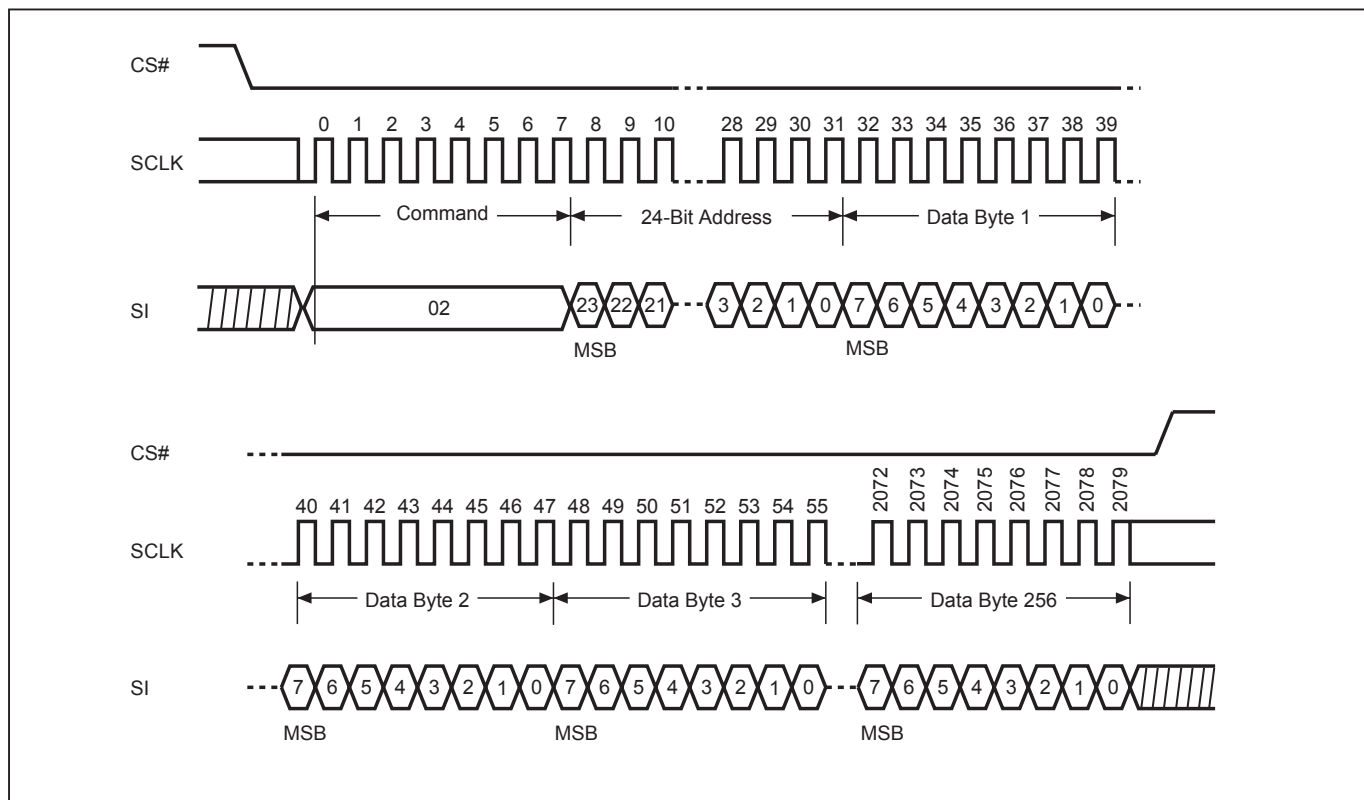 CS#
0 1 2 3 4 5 6 7 8 9 10 28 29 30 31 32 33 34 35 36 37 38 39
SCLK
Command 24-Bit Address Data Byte 1
SI 02 23 22 21 3 2 1 0 7 6 5 4 3 2 1 0
MSB MSB
CS#
40 41 42 43 44 45 46 47 48 49 50 51 52 53 54 55 2072 2073 2074 2075 2076 2077 2078 2079
SCLK
Data Byte 2 Data Byte 3 Data Byte 256
SI 7 6 5 4 3 2 1 0 7 6 5 4 3 2 1 0 7 6 5 4 3 2 1 0
MSB MSB MSB